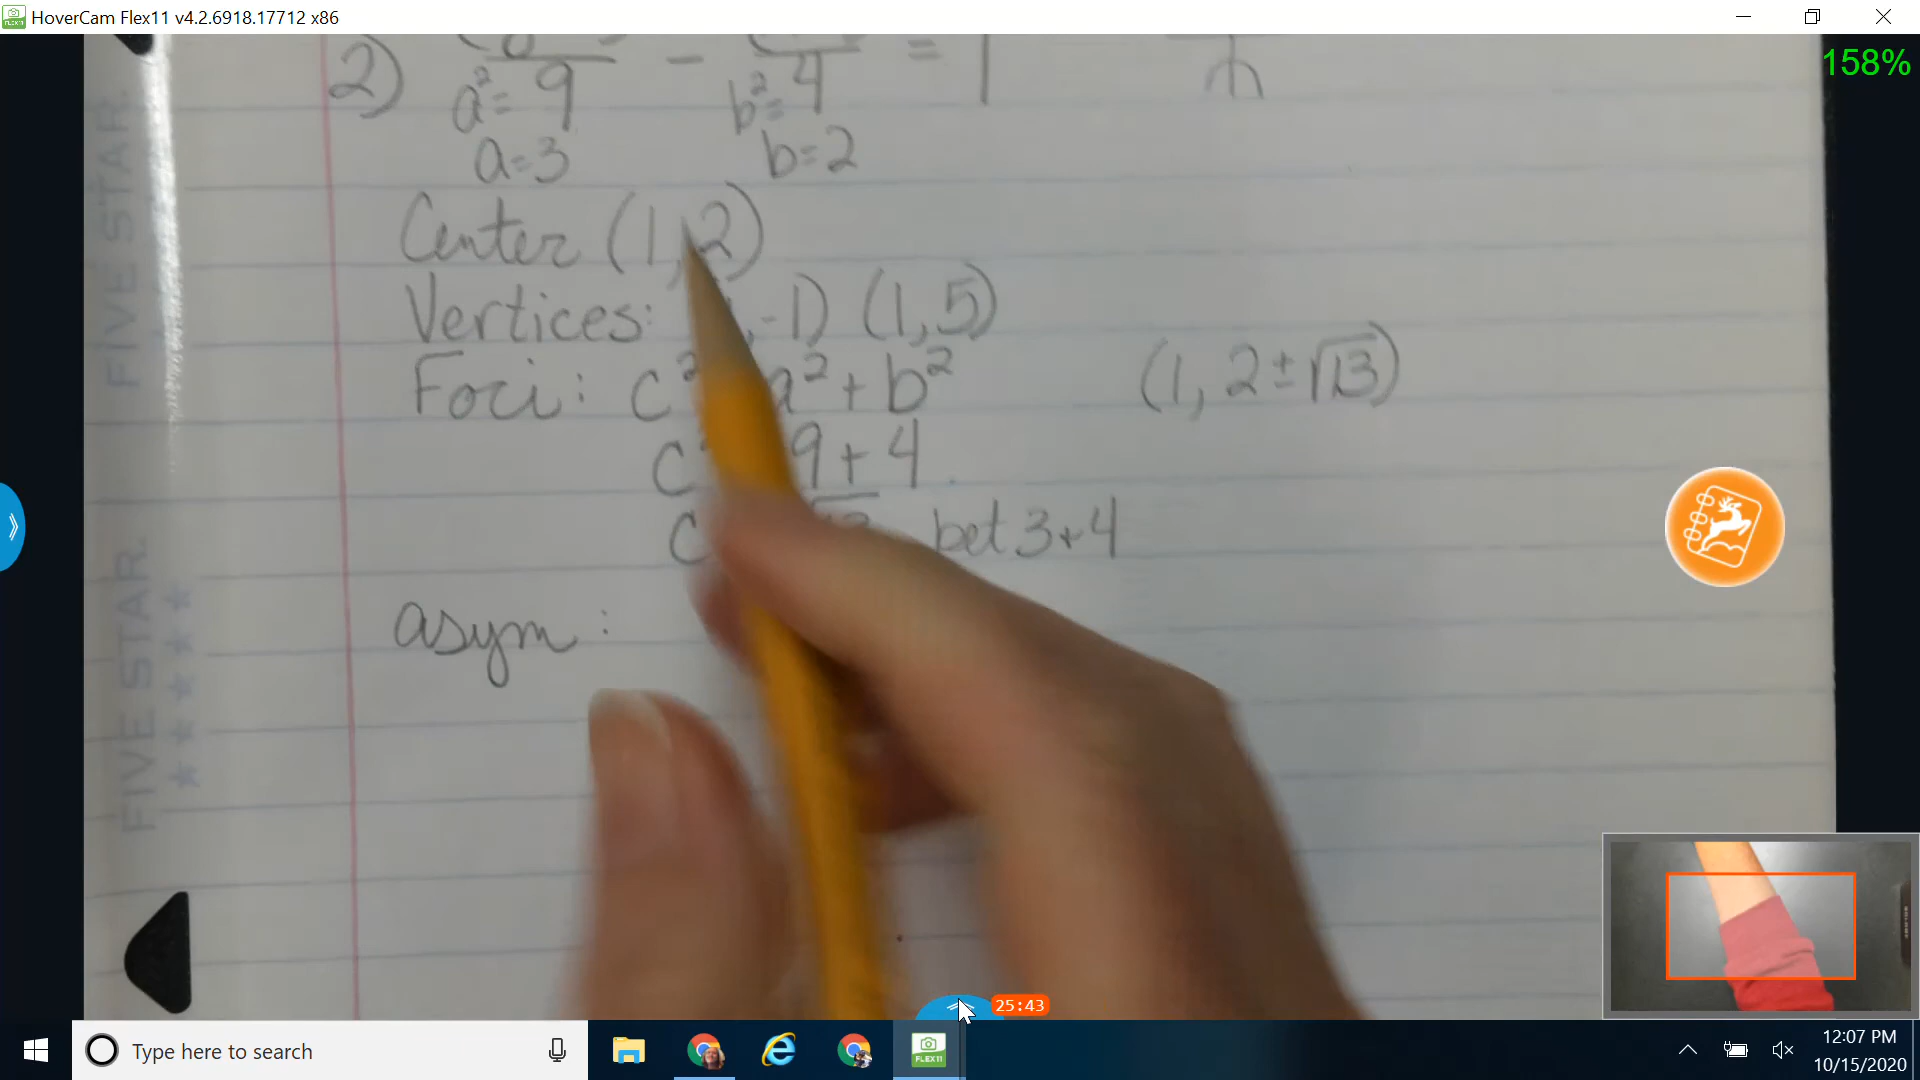 HoverCam Flex11 v4.2.6918.17712 x86
158%
2) 9 - 4 = 1
a²= b²=
a=3 b=2
Center (1,2)
Vertices: ,-1) (1,5)
Foci: c² a² + b² (1, 2±√13)
c 9+4
c bet 3+4
asym:
FIVE STAR.
FIVE STAR.
FLEX11
25:43
Type here to search
FLEX11
12:07 PM
10/15/2020